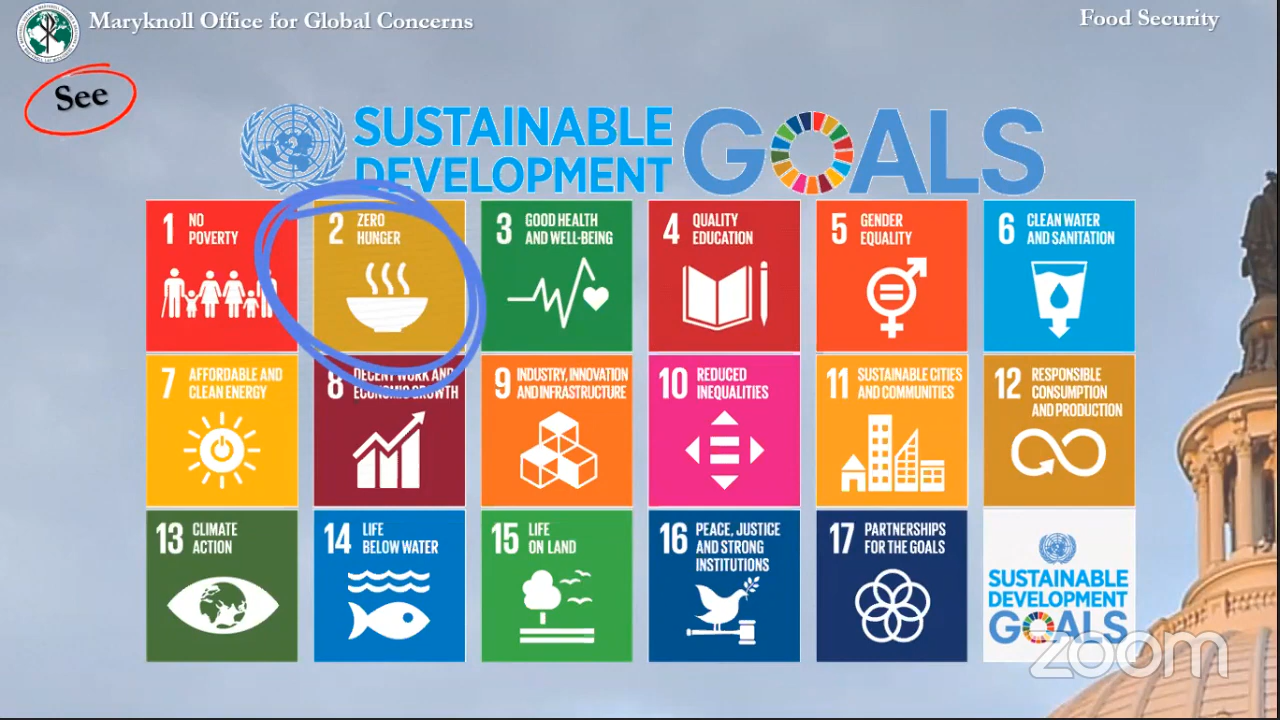 Maryknoll Office for Global Concerns
Food Security
See
SUSTAINABLE
DEVELOPMENT
GOALS
1 NO
POVERTY
2 ZERO
HUNGER
3 GOOD HEALTH
AND WELL-BEING
4 QUALITY
EDUCATION
5 GENDER
EQUALITY
6 CLEAN WATER
AND SANITATION
7 AFFORDABLE AND
CLEAN ENERGY
8 DECENT WORK AND
ECONOMIC GROWTH
9 INDUSTRY, INNOVATION
AND INFRASTRUCTURE
10 REDUCED
INEQUALITIES
11 SUSTAINABLE CITIES
AND COMMUNITIES
12 RESPONSIBLE
CONSUMPTION
AND PRODUCTION
13 CLIMATE
ACTION
14 LIFE
BELOW WATER
15 LIFE
ON LAND
16 PEACE, JUSTICE
AND STRONG
INSTITUTIONS
17 PARTNERSHIPS
FOR THE GOALS
SUSTAINABLE
DEVELOPMENT
GOALS
zoom